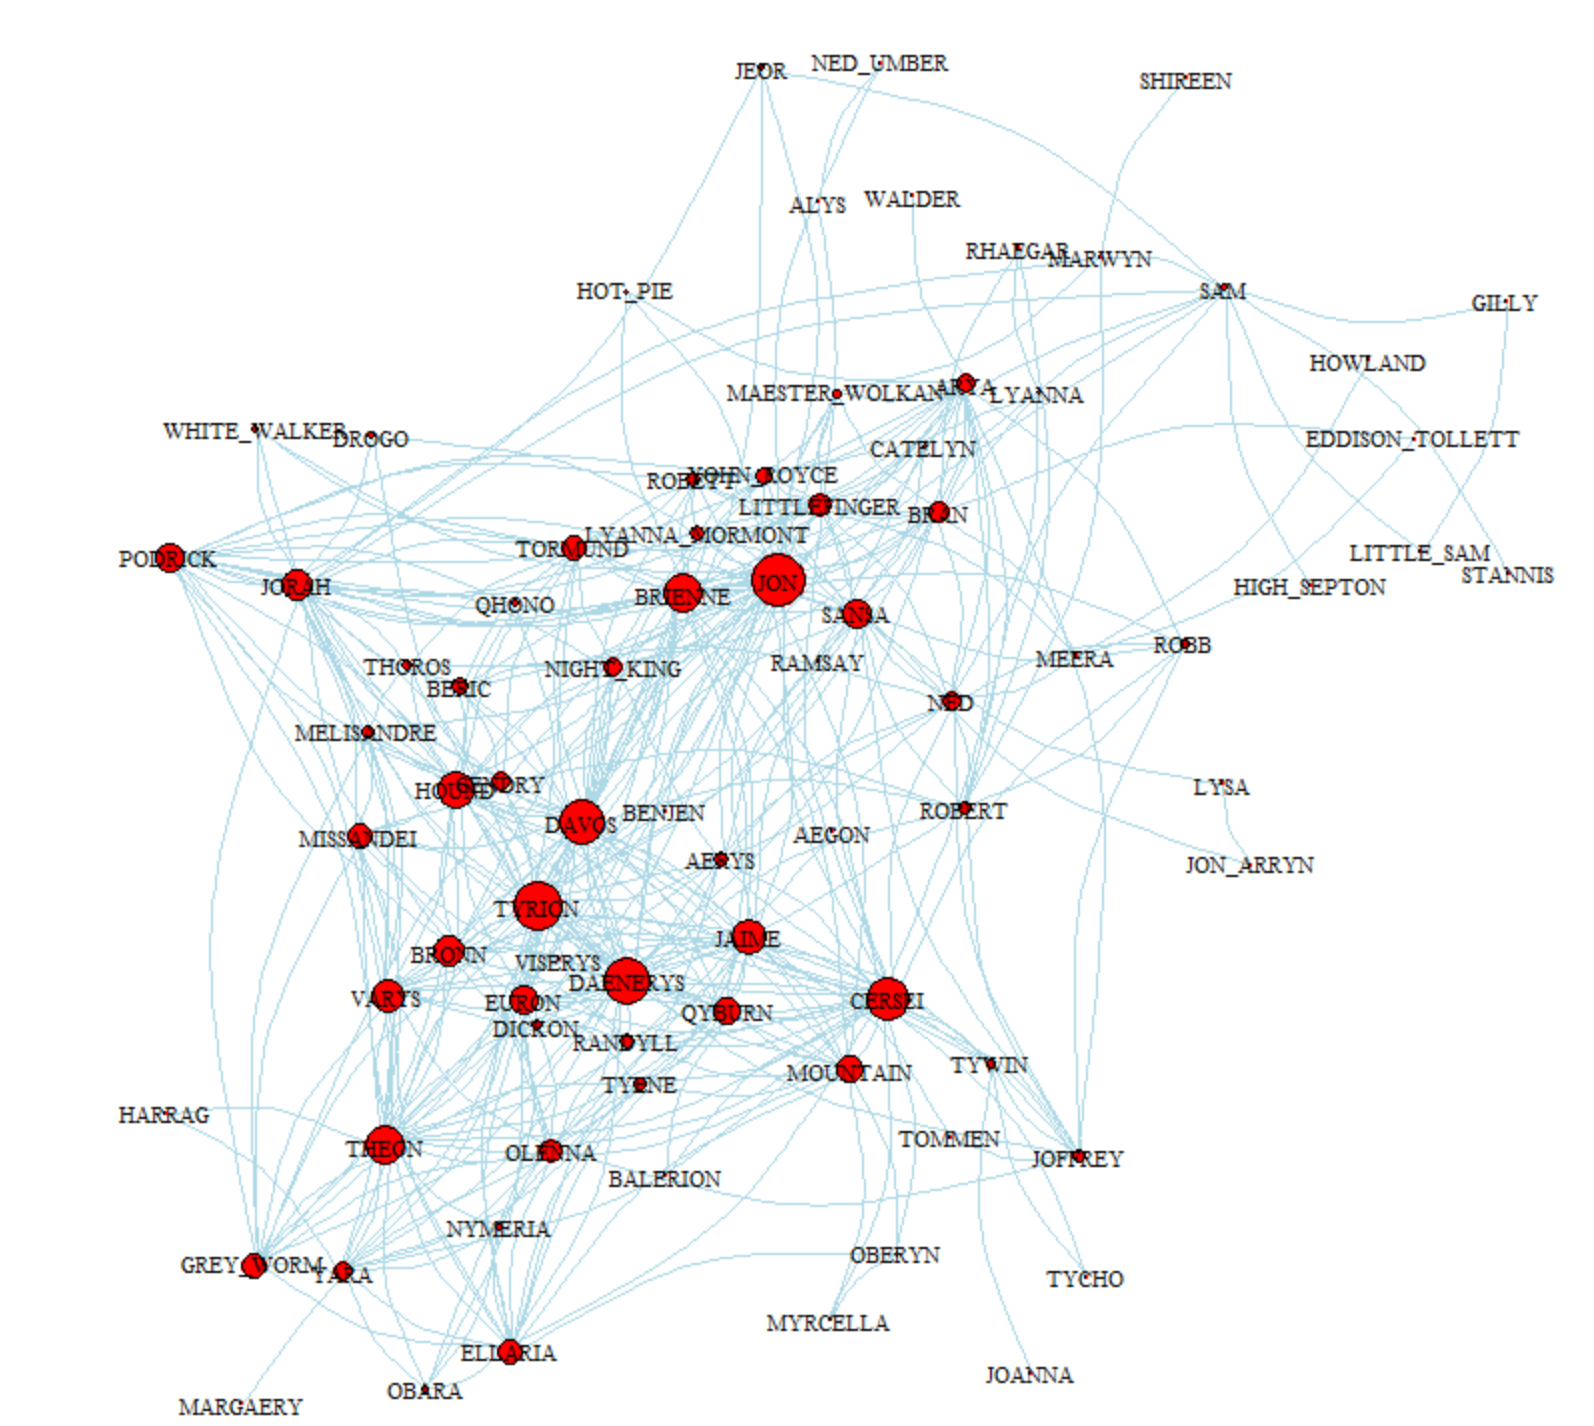 JEOR
NED_UMBER
SHIREEN
ALYS
WALDER
RHAEGAR
MARWYN
HOT_PIE
SAM
GILLY
HOWLAND
MAESTER_WOLKAN
ARYA
LYANNA
WHITE_WALKER
DROGO
CATELYN
EDDISON_TOLLETT
ROBETT
YOHN_ROYCE
LITTLEFINGER
BRAN
LYANNA_MORMONT
TORMUND
PODRICK
JORAH
JON
LITTLE_SAM
STANNIS
HIGH_SEPTON
QHONO
BRIENNE
SANSA
THOROS
BERIC
NIGHT_KING
RAMSAY
MEERA
ROBB
NED
MELISANDRE
HOUND
GENDRY
LYSA
MISSANDEI
DAVOS
BENJEN
AEGON
ROBERT
AERYS
JON_ARRYN
TYRION
JAIME
BRONN
VISERYS
DAENERYS
VARYS
EURON
QYBURN
CERSEI
DICKON
RANDYLL
TYENE
MOUNTAIN
TYWIN
HARRAG
THEON
OLENNA
TOMMEN
JOFFREY
BALERION
NYMERIA
OBERYN
GREY_WORM
YARA
TYCHO
MYRCELLA
ELLARIA
JOANNA
OBARA
MARGAERY